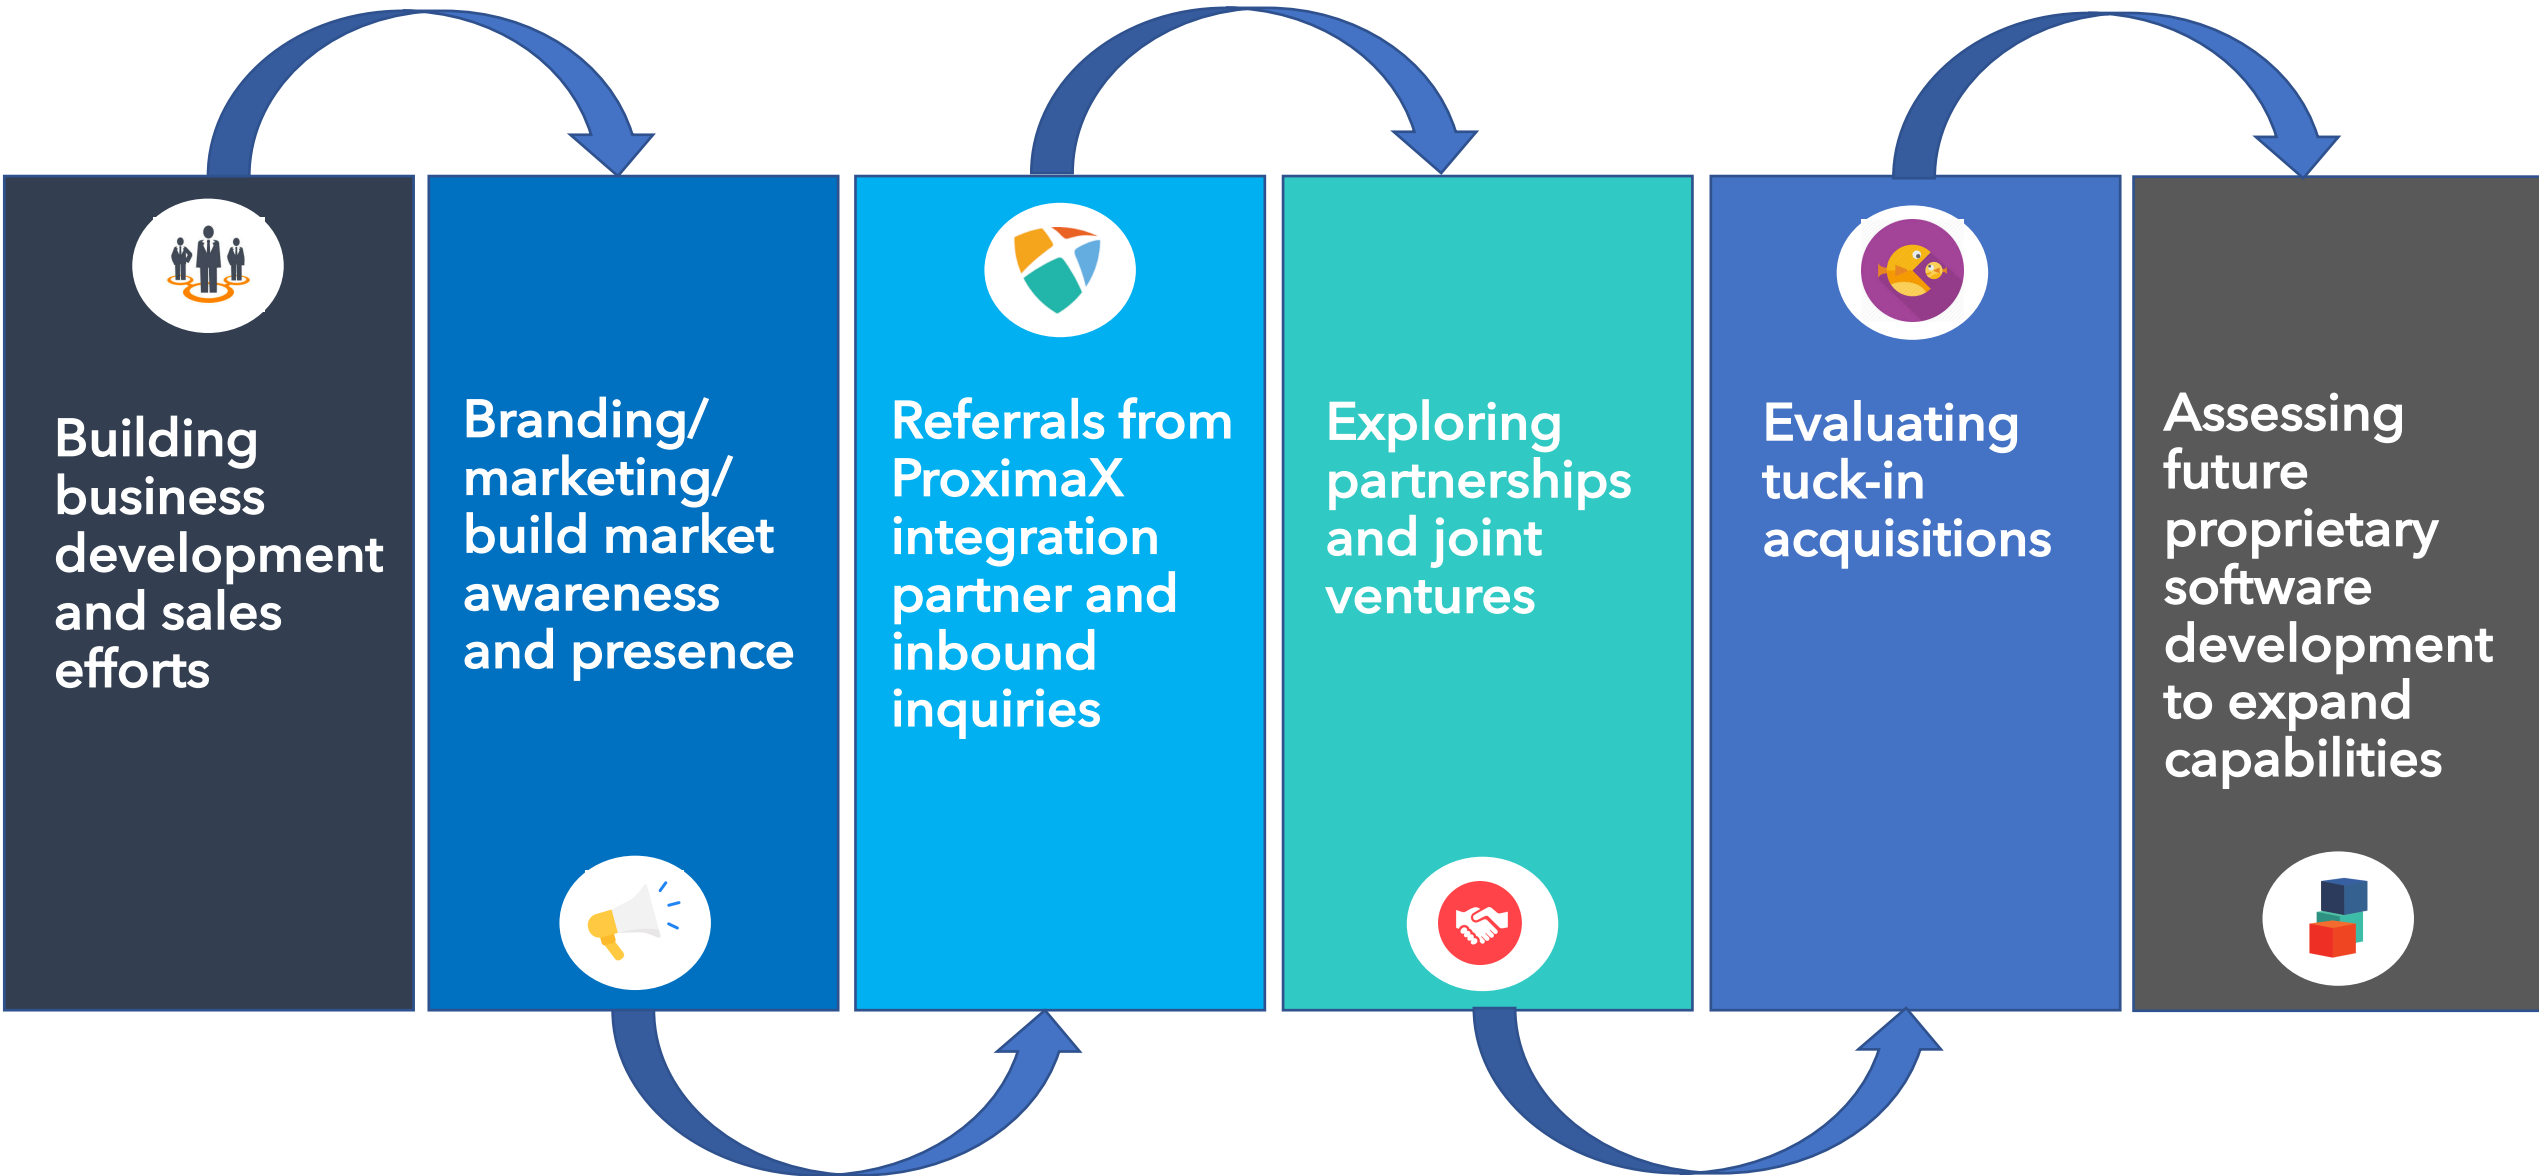 Building
business
development
and sales
efforts
Branding/
marketing/
build market
awareness
and presence
Referrals from
ProximaX
integration
partner and
inbound
inquiries
Exploring
partnerships
and joint
ventures
Evaluating
tuck-in
acquisitions
Assessing
future
proprietary
software
development
to expand
capabilities